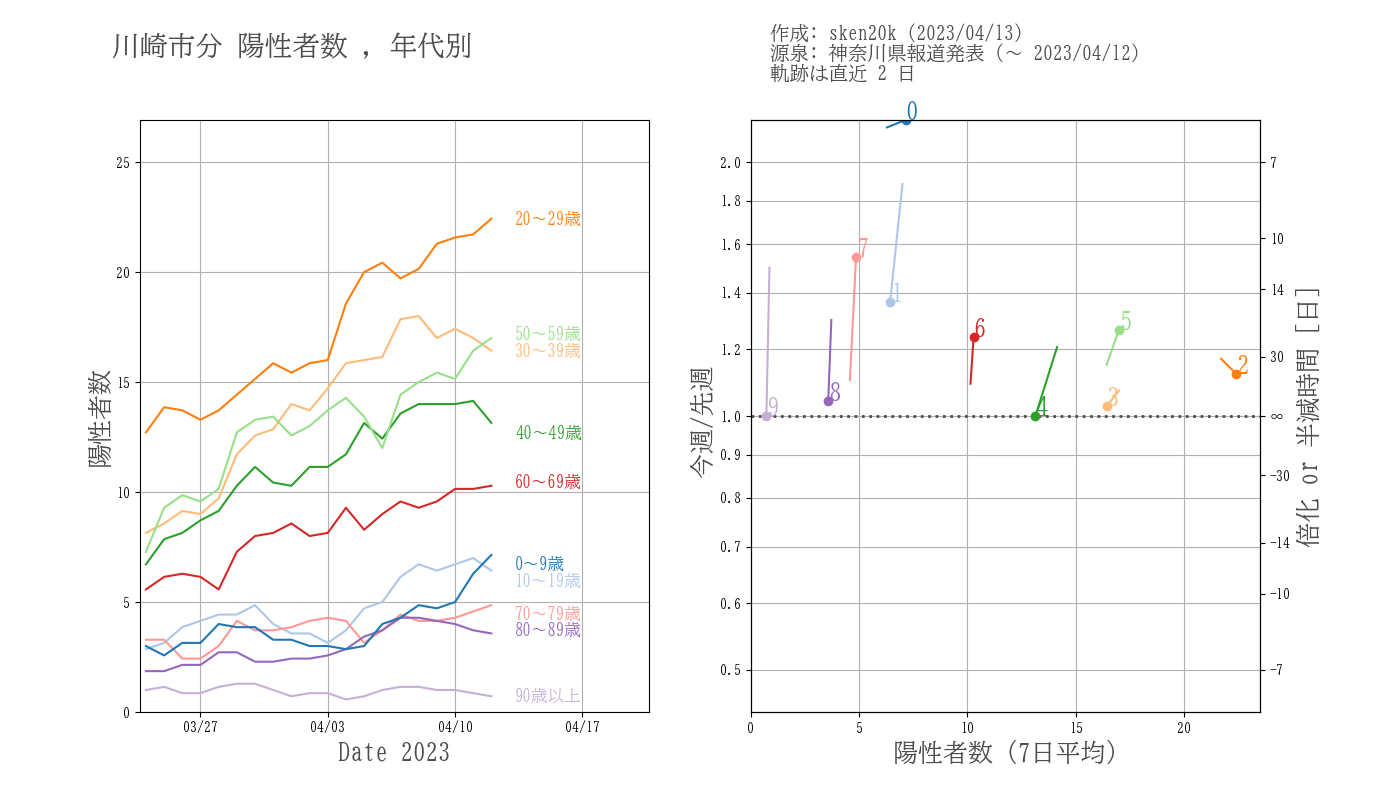 川崎市分 陽性者数 , 年代別
作成: sken20k (2023/04/13)
源泉: 神奈川県報道発表 (～ 2023/04/12)
軌跡は直近 2 日
陽性者数
25
20
15
10
5
0
20～29歳
50～59歳
30～39歳
40～49歳
60～69歳
0～9歳
10～19歳
70～79歳
80～89歳
90歳以上
03/27
04/03
04/10
04/17
Date 2023
今週/先週
2.0
1.8
1.6
1.4
1.2
1.0
0.9
0.8
0.7
0.6
0.5
0
7
1
6
5
2
8
3
9
4
7
10
14
30
∞
-30
-14
-10
-7
倍化 or 半減時間 [日]
0
5
10
15
20
陽性者数 (7日平均)